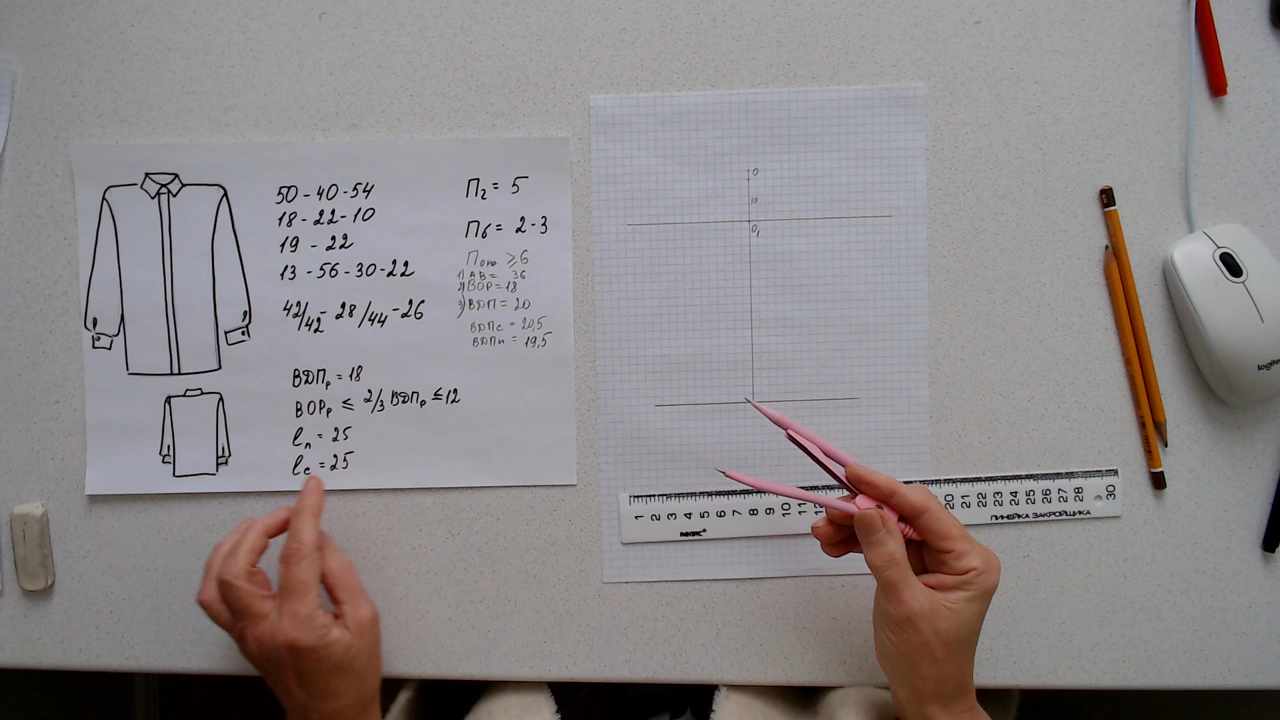 50 - 40 - 54
18 - 22 - 10
19 - 22
13 - 56 - 30 - 22
42/42 - 28/44 - 26
ВДПр = 18
ВОРр ≤ 2/3 ВДПр ≤ 12
lп = 25
lс = 25
Пг = 5
Пб = 2 - 3
≥ 6
1) АВ = 36
2) ВОР = 18
3) ВДП = 20
ВДПс = 20,5
ВДПп = 19,5
0
10
0₁
1 2 3 4 5 6 7 8 9 10 11 20 21 22 23 24 25 26 27 28 30
ЛИНЕЙКА ЗАКРОЙЩИКА